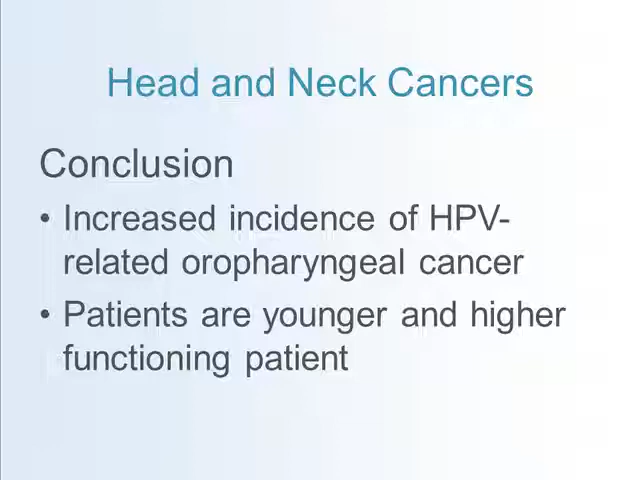 Head and Neck Cancers
Conclusion
• Increased incidence of HPV-
related oropharyngeal cancer
• Patients are younger and higher
functioning patient